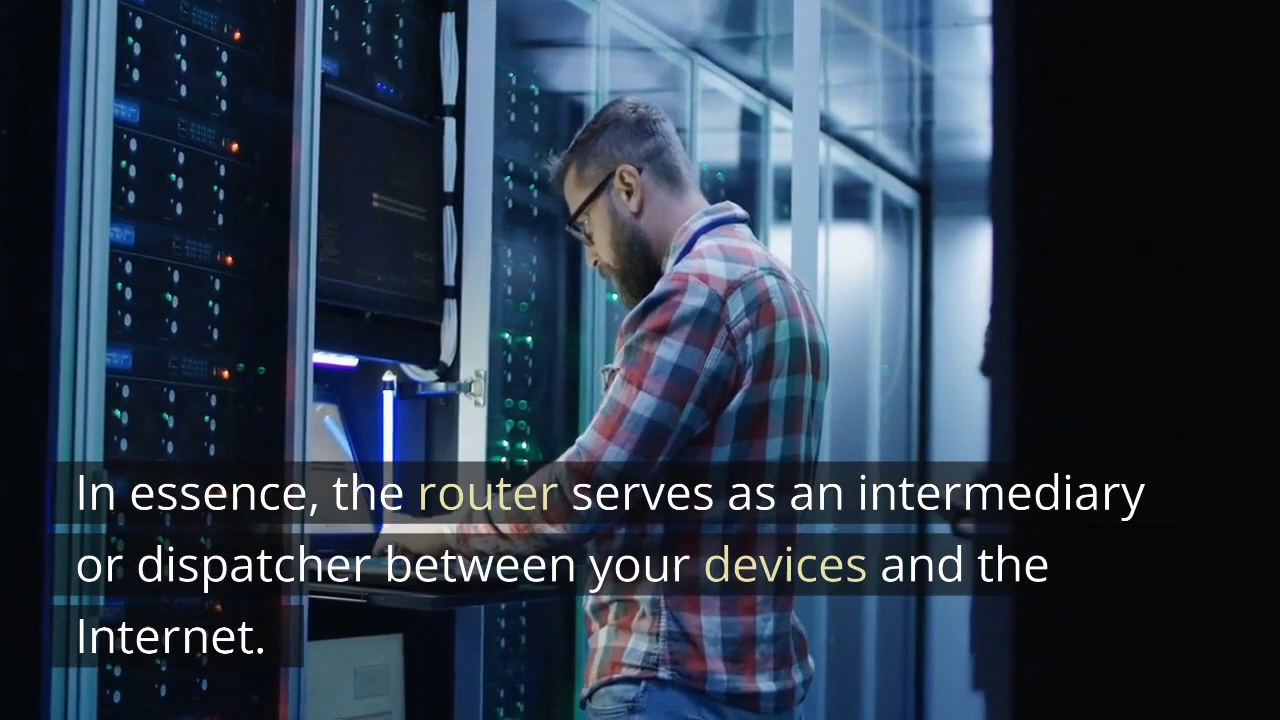 In essence, the router serves as an intermediary
or dispatcher between your devices and the
Internet.